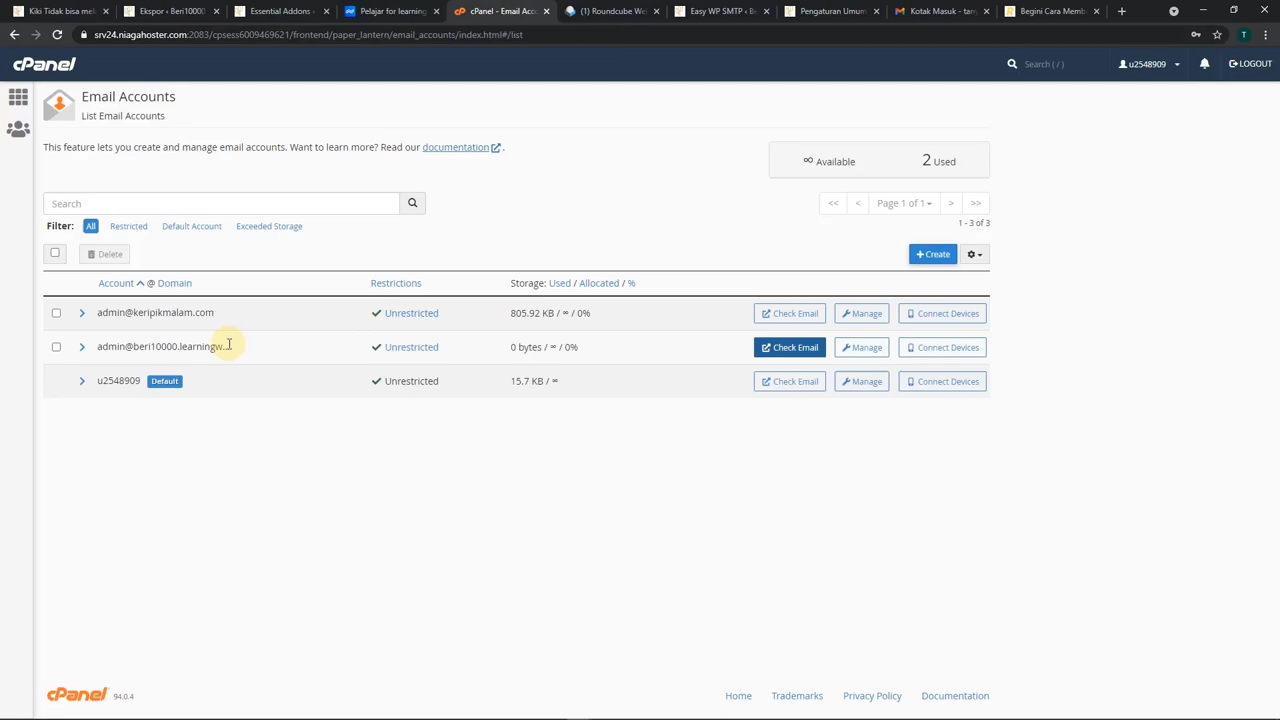 Kiki Tidak bisa mele
Ekspor ‹ Beri10000
Essential Addons ‹
Pelajar for learning
cPanel - Email Acco
(1) Roundcube We
Easy WP SMTP ‹ Be
Pengaturan Umum
Kotak Masuk - tang
Begini Cara Memb
srv24.niagahoster.com:2083/cpsess6009469621/frontend/paper_lantern/email_accounts/index.html#/list
T
cPanel
Search ( / )
u2548909
LOGOUT
Email Accounts
List Email Accounts
This feature lets you create and manage email accounts. Want to learn more? Read our documentation .
∞ Available
2 Used
Search
<< < Page 1 of 1 > >>
Filter: All Restricted Default Account Exceeded Storage
1 - 3 of 3
Delete
+ Create
Account @ Domain
Restrictions
Storage: Used / Allocated / %
admin@keripikmalam.com
Unrestricted
805.92 KB / ∞ / 0%
Check Email
Manage
Connect Devices
admin@beri10000.learningw...
Unrestricted
0 bytes / ∞ / 0%
Check Email
Manage
Connect Devices
u2548909 Default
Unrestricted
15.7 KB / ∞
Check Email
Manage
Connect Devices
cPanel 94.0.4
Home
Trademarks
Privacy Policy
Documentation